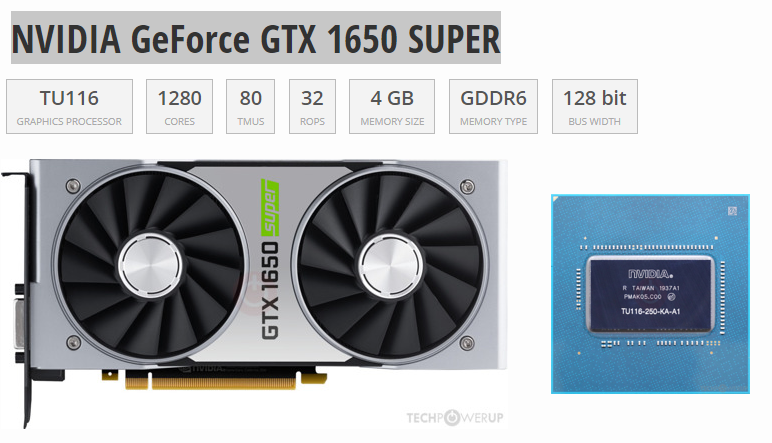 NVIDIA GeForce GTX 1650 SUPER
TU116
GRAPHICS PROCESSOR
1280
CORES
80
TMUS
32
ROPS
4 GB
MEMORY SIZE
GDDR6
MEMORY TYPE
128 bit
BUS WIDTH
GTX 1650 super
NVIDIA
TECHPOWERUP
NVIDIA.
R TAIWAN 1937A1
PMAK05.C00
TU116-250-KA-A1